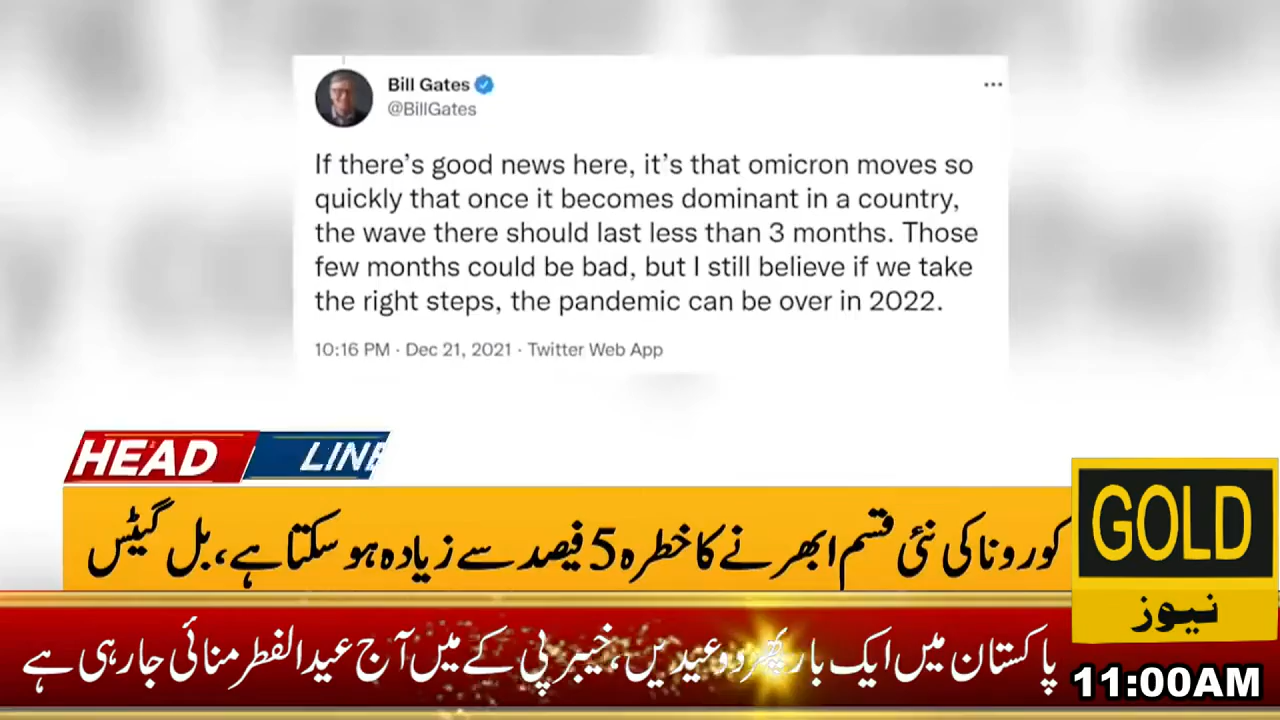 Bill Gates
@BillGates
If there's good news here, it's that omicron moves so
quickly that once it becomes dominant in a country,
the wave there should last less than 3 months. Those
few months could be bad, but I still believe if we take
the right steps, the pandemic can be over in 2022.
10:16 PM · Dec 21, 2021 · Twitter Web App
HEAD LINE
کورونا کی نئی قسم ابھرنے کا خطرہ 5 فیصد سے زیادہ ہو سکتا ہے، بل گیٹس
GOLD
نیوز
پاکستان میں ایک بار پھر دو عیدیں، خیبر پی کے میں آج عید الفطر منائی جا رہی ہے
11:00AM